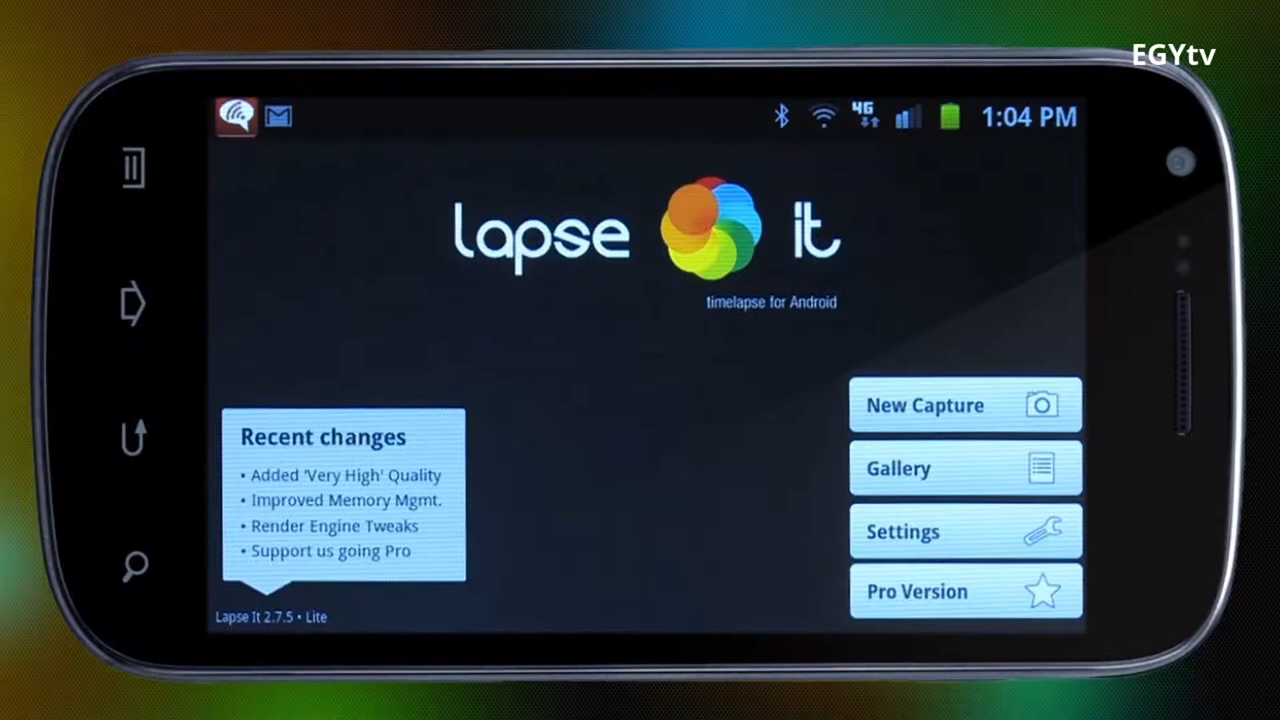 EGYtv
4G
1:04 PM
lapse it
timelapse for Android
Recent changes
• Added 'Very High' Quality
• Improved Memory Mgmt.
• Render Engine Tweaks
• Support us going Pro
Lapse It 2.7.5 • Lite
New Capture
Gallery
Settings
Pro Version